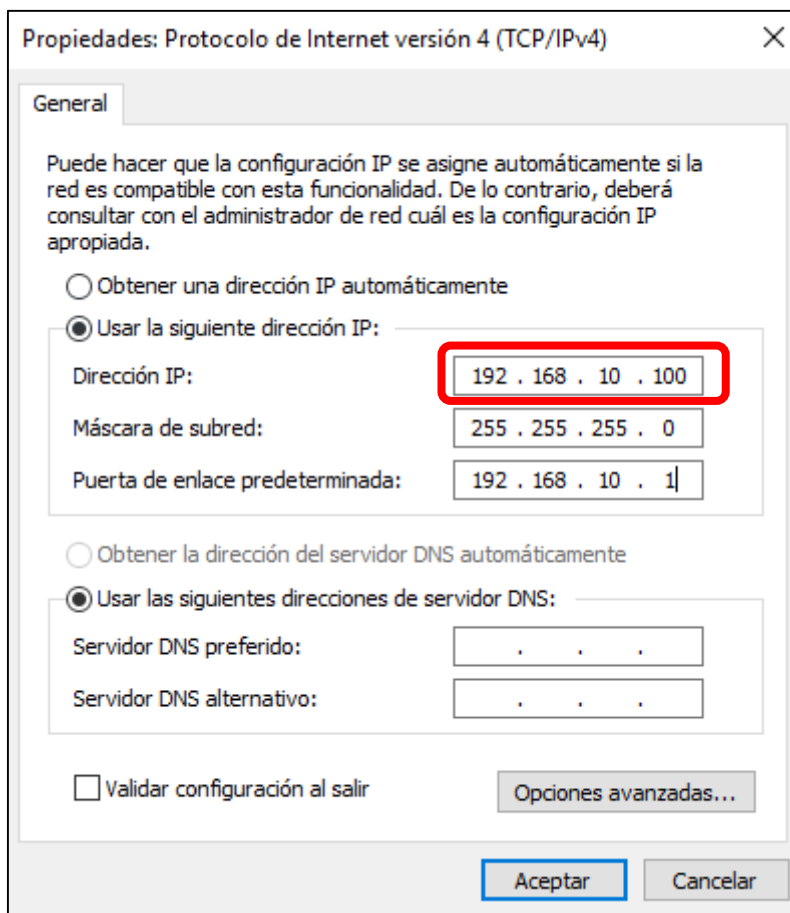 Propiedades: Protocolo de Internet versión 4 (TCP/IPv4)
General
Puede hacer que la configuración IP se asigne automáticamente si la
red es compatible con esta funcionalidad. De lo contrario, deberá
consultar con el administrador de red cuál es la configuración IP
apropiada.
Obtener una dirección IP automáticamente
Usar la siguiente dirección IP:
Dirección IP: 192 . 168 . 10 . 100
Máscara de subred: 255 . 255 . 255 . 0
Puerta de enlace predeterminada: 192 . 168 . 10 . 1
Obtener la dirección del servidor DNS automáticamente
Usar las siguientes direcciones de servidor DNS:
Servidor DNS preferido: . . .
Servidor DNS alternativo: . . .
Validar configuración al salir Opciones avanzadas...
Aceptar Cancelar